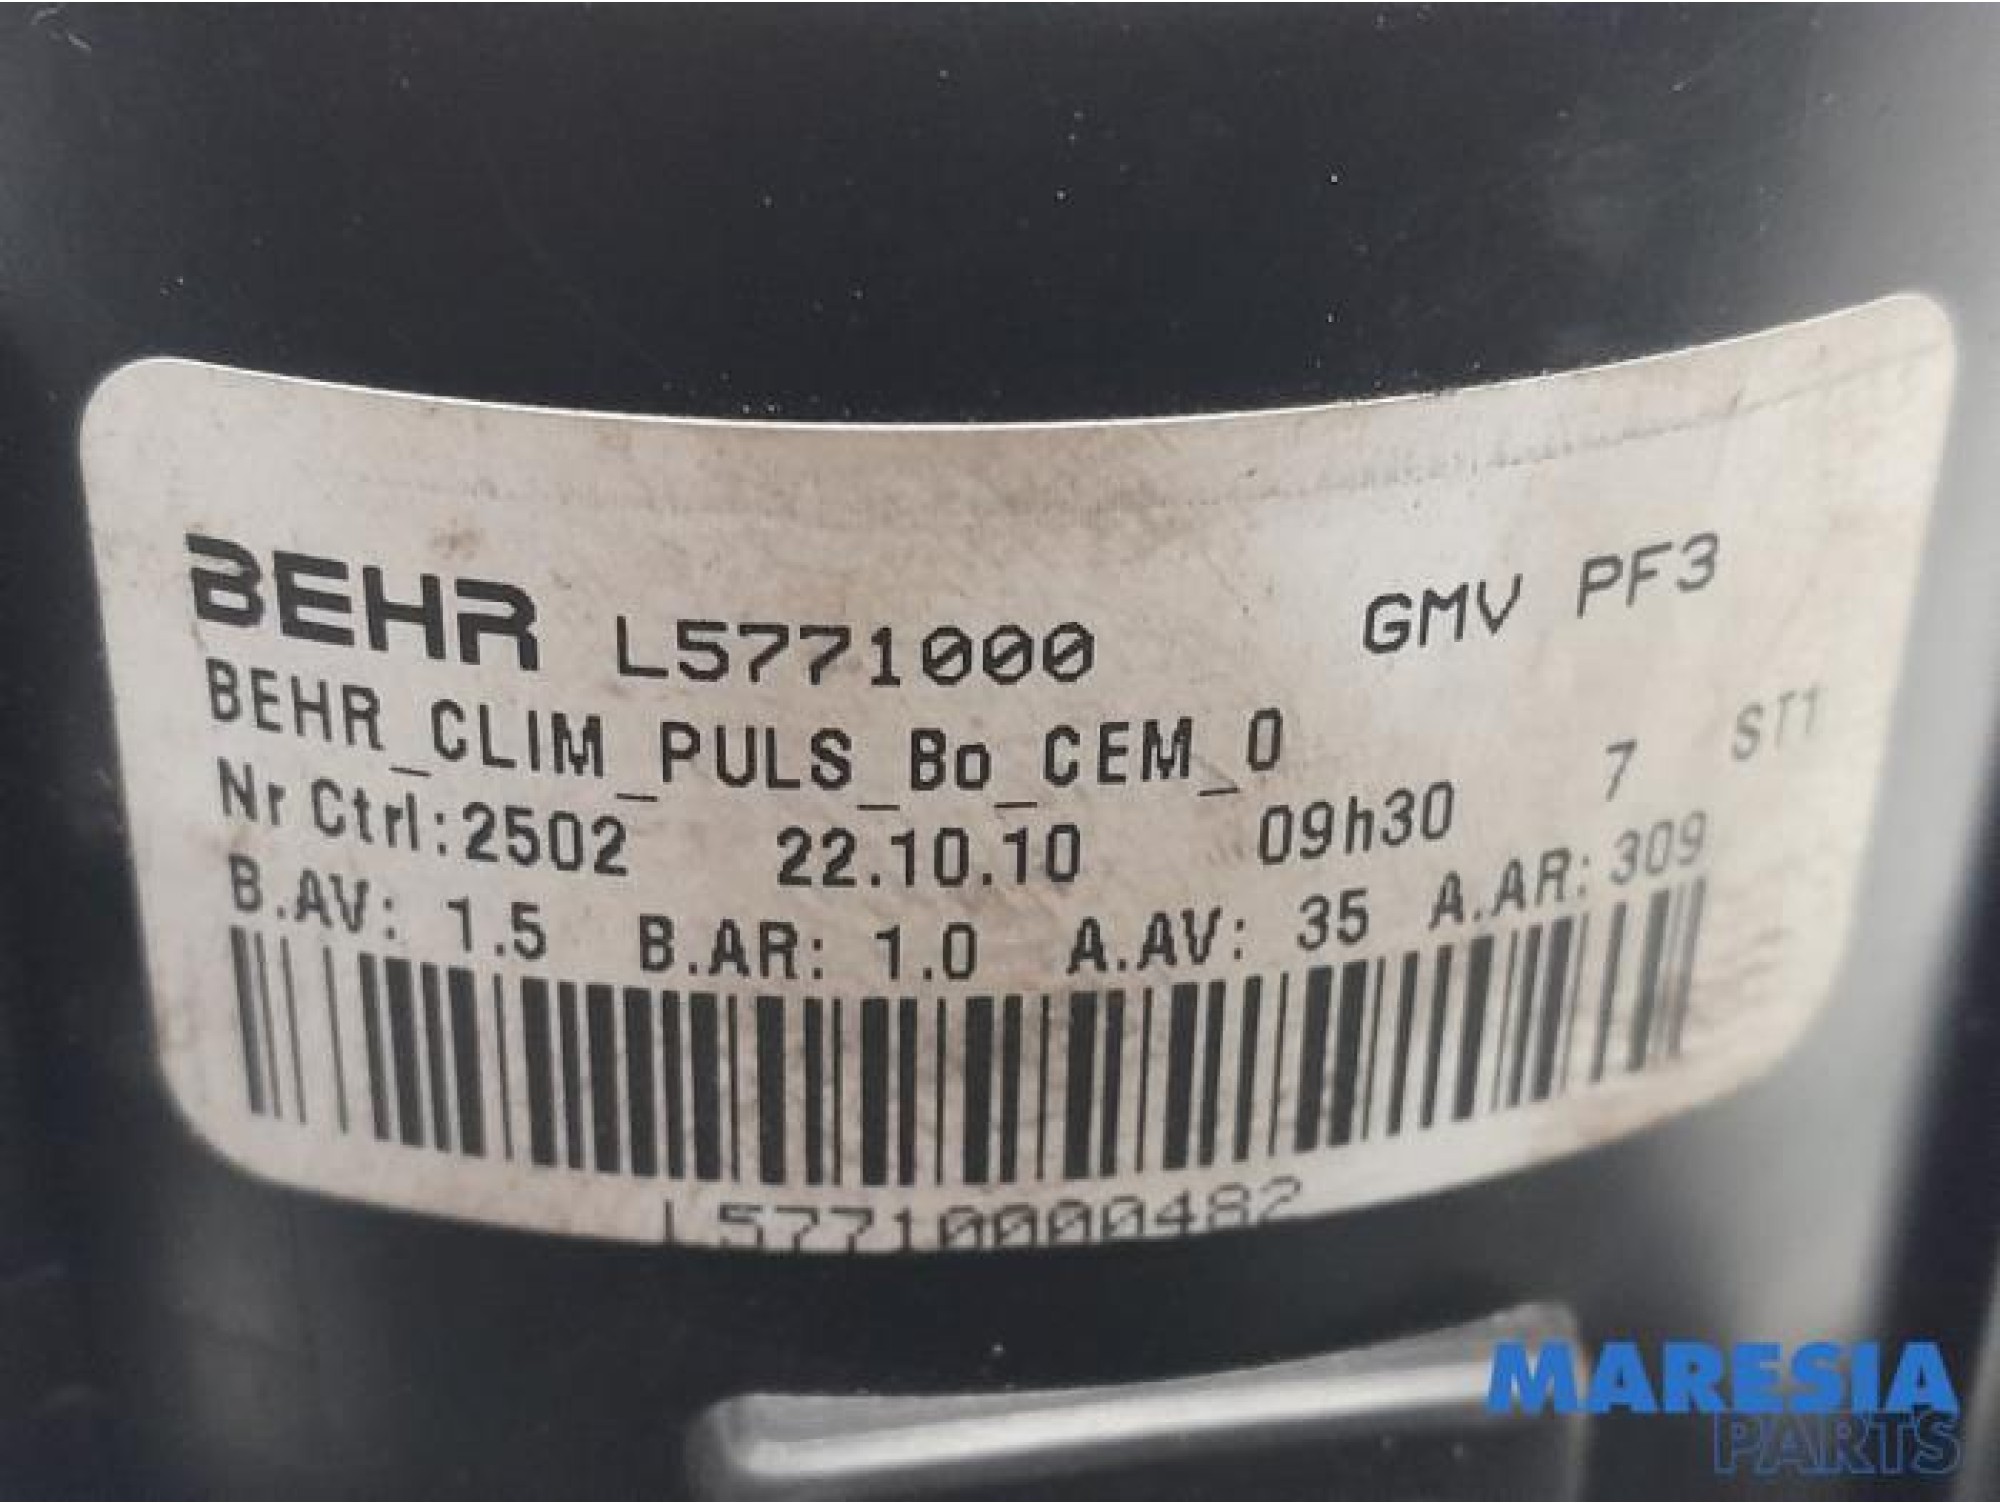 BEHR L5771000 GMV PF3
BEHR_CLIM_PULS_Bo_CEM_0 7 ST1
Nr Ctrl:2502 22.10.10 09h30
B.AV: 1.5 B.AR: 1.0 A.AV: 35 A.AR: 309
L57710000482
MARESIA
PARTS